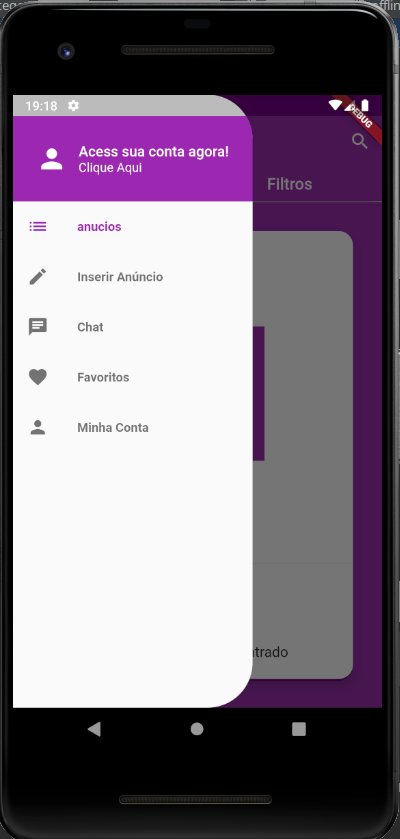 19:18
DEBUG
Acess sua conta agora!
Clique Aqui
Filtros
anucios
Inserir Anúncio
Chat
Favoritos
Minha Conta
trado